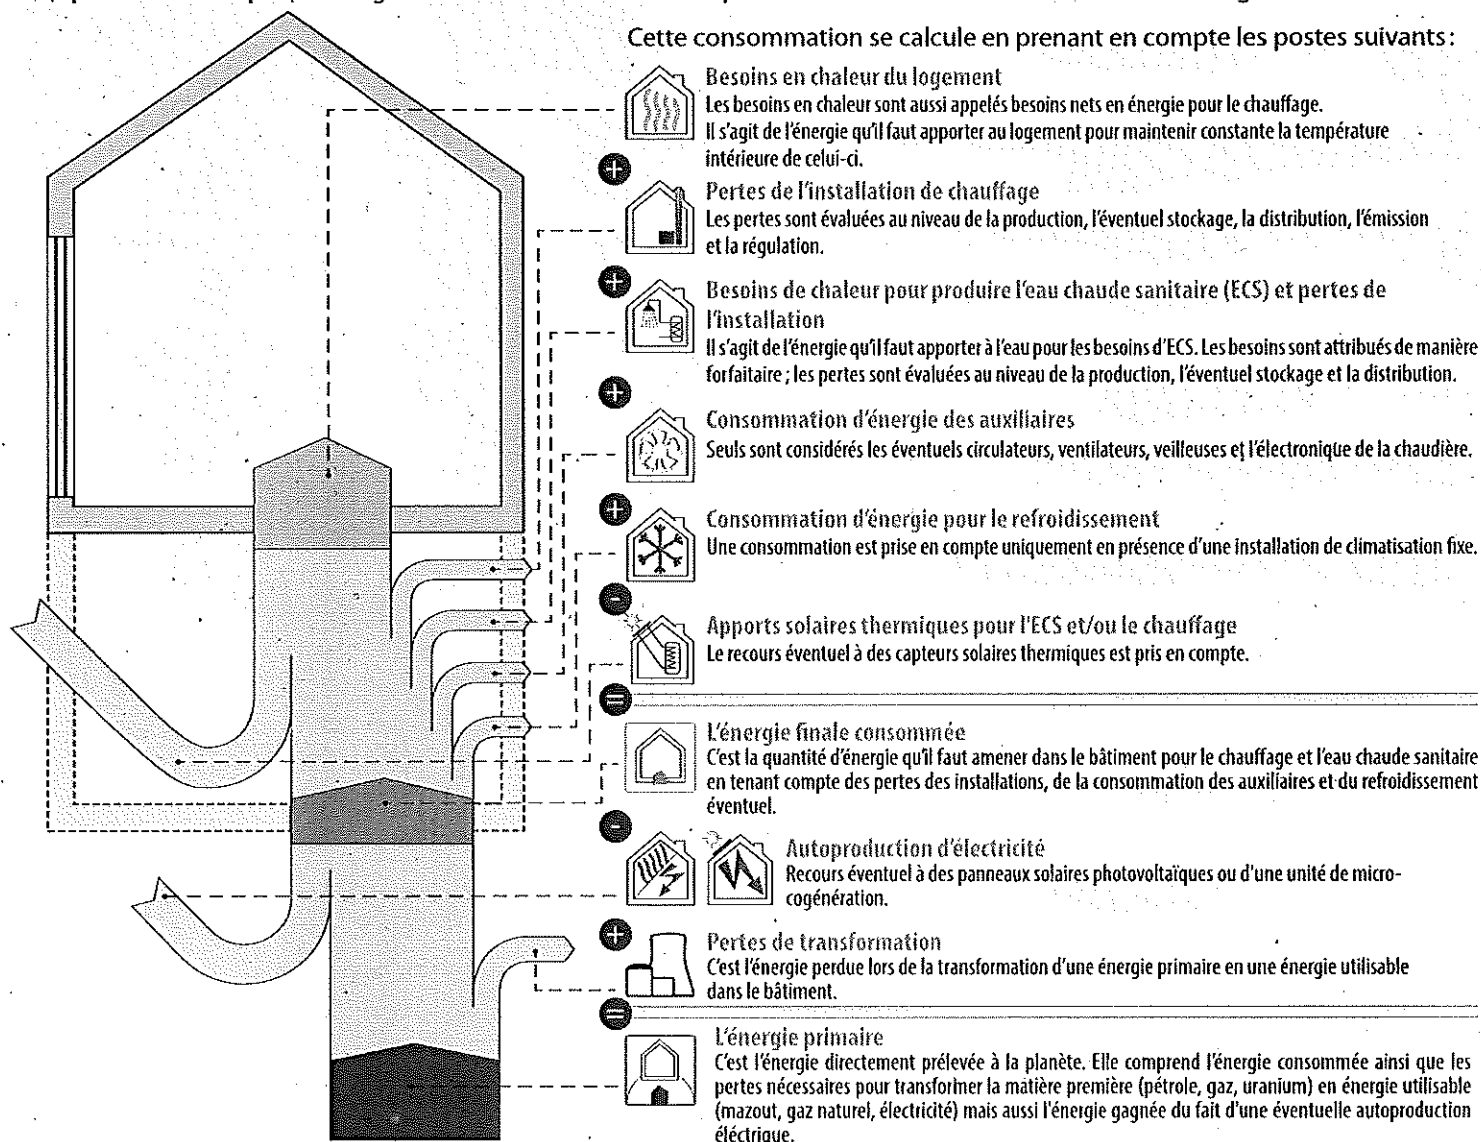 Cette consommation se calcule en prenant en compte les postes suivants:
Besoins en chaleur du logement
Les besoins en chaleur sont aussi appelés besoins nets en énergie pour le chauffage.
Il s'agit de l'énergie qu'il faut apporter au logement pour maintenir constante la température
intérieure de celui-ci.
+
Pertes de l'installation de chauffage
Les pertes sont évaluées au niveau de la production, l'éventuel stockage, la distribution, l'émission
et la régulation.
+
Besoins de chaleur pour produire l'eau chaude sanitaire (ECS) et pertes de
l'installation
Il s'agit de l'énergie qu'il faut apporter à l'eau pour les besoins d'ECS. Les besoins sont attribués de manière
forfaitaire ; les pertes sont évaluées au niveau de la production, l'éventuel stockage et la distribution.
+
Consommation d'énergie des auxiliaires
Seuls sont considérés les éventuels circulateurs, ventilateurs, veilleuses et l'électronique de la chaudière.
+
Consommation d'énergie pour le refroidissement
Une consommation est prise en compte uniquement en présence d'une installation de climatisation fixe.
-
Apports solaires thermiques pour l'ECS et/ou le chauffage
Le recours éventuel à des capteurs solaires thermiques est pris en compte.
=
L'énergie finale consommée
C'est la quantité d'énergie qu'il faut amener dans le bâtiment pour le chauffage et l'eau chaude sanitaire
en tenant compte des pertes des installations, de la consommation des auxiliaires et du refroidissement
éventuel.
-
Autoproduction d'électricité
Recours éventuel à des panneaux solaires photovoltaïques ou d'une unité de micro-
cogénération.
+
Pertes de transformation
C'est l'énergie perdue lors de la transformation d'une énergie primaire en une énergie utilisable
dans le bâtiment.
=
L'énergie primaire
C'est l'énergie directement prélevée à la planète. Elle comprend l'énergie consommée ainsi que les
pertes nécessaires pour transformer la matière première (pétrole, gaz, uranium) en énergie utilisable
(mazout, gaz naturel, électricité) mais aussi l'énergie gagnée du fait d'une éventuelle autoproduction
éléctrique.